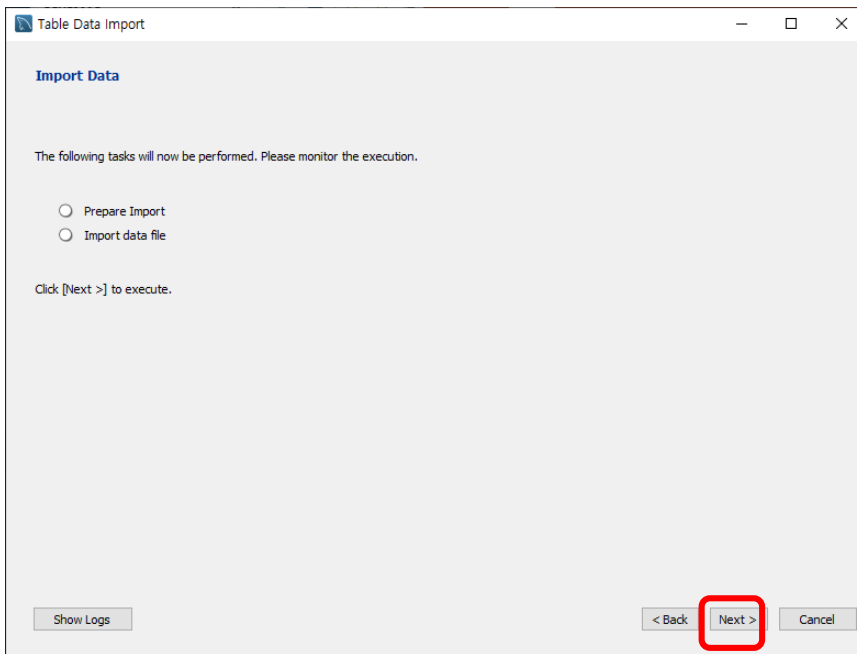 Table Data Import
Import Data
The following tasks will now be performed. Please monitor the execution.
Prepare Import
Import data file
Click [Next >] to execute.
Show Logs
< Back
Next >
Cancel